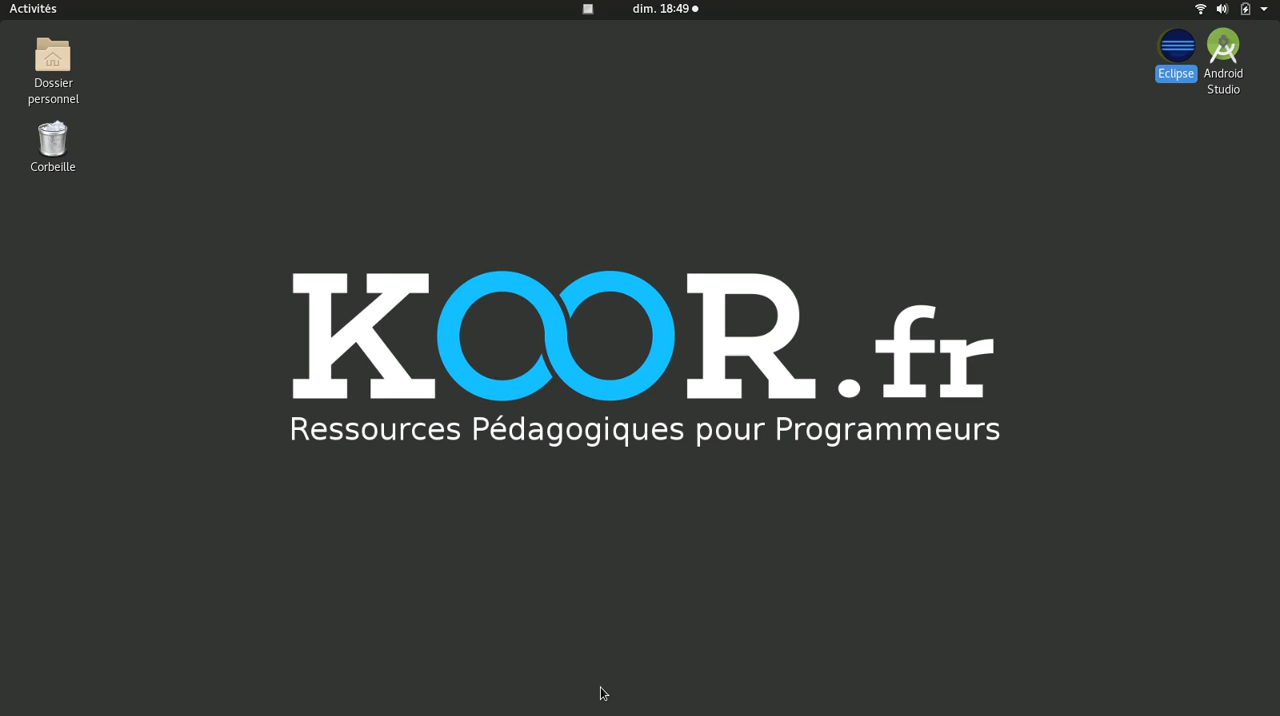 Activités
dim. 18:49
Dossier
personnel
Corbeille
Eclipse
Android
Studio
KOOR.fr
Ressources Pédagogiques pour Programmeurs